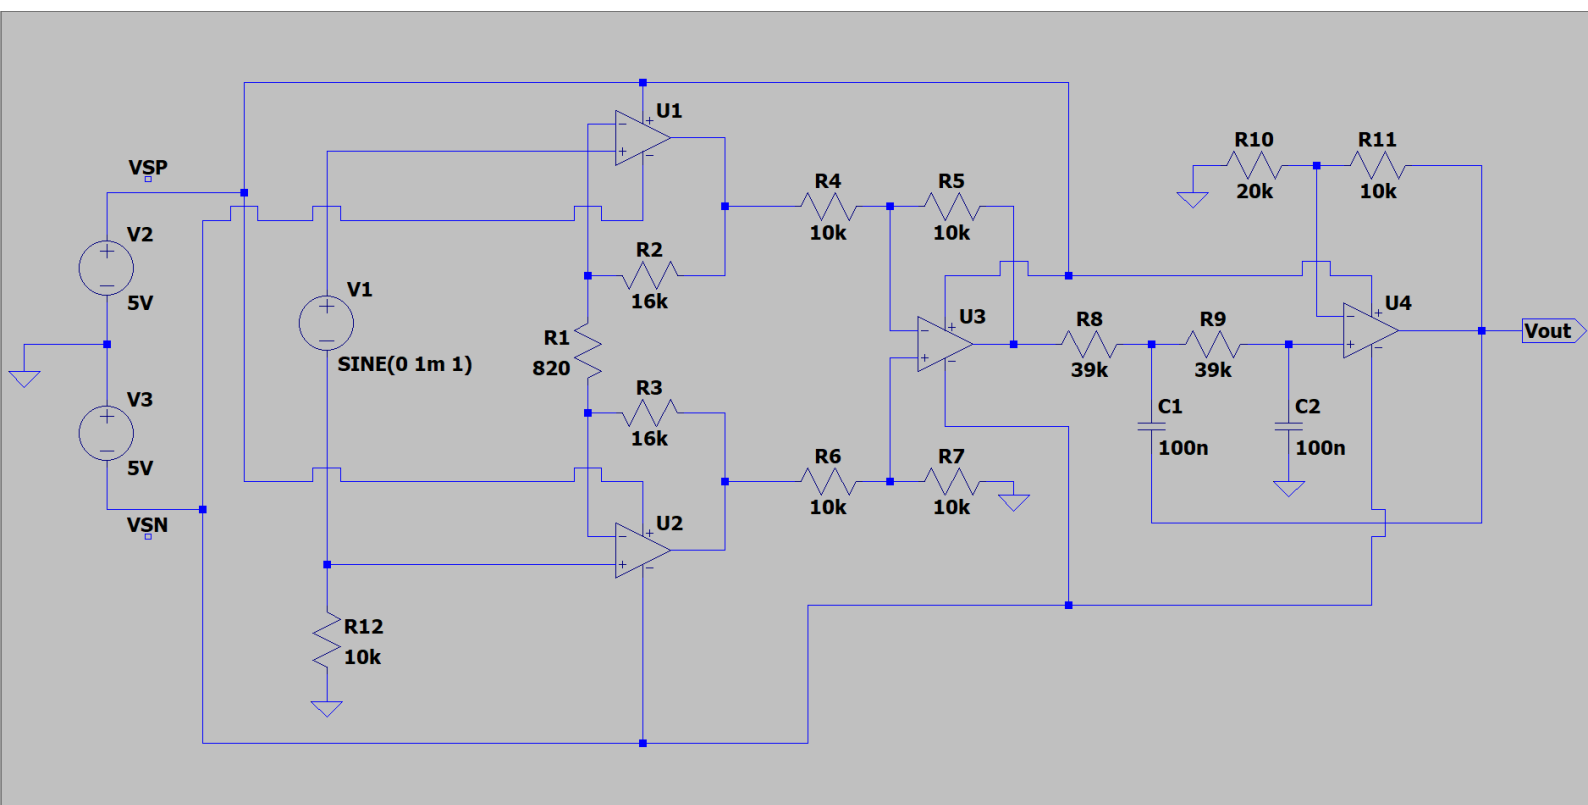 VSP
V2
5V
V3
5V
VSN
V1
SINE(0 1m 1)
R12
10k
U1
R2
16k
R1
820
R3
16k
U2
R4
10k
R5
10k
U3
R6
10k
R7
10k
R8
39k
R9
39k
C1
100n
C2
100n
R10
20k
R11
10k
U4
Vout